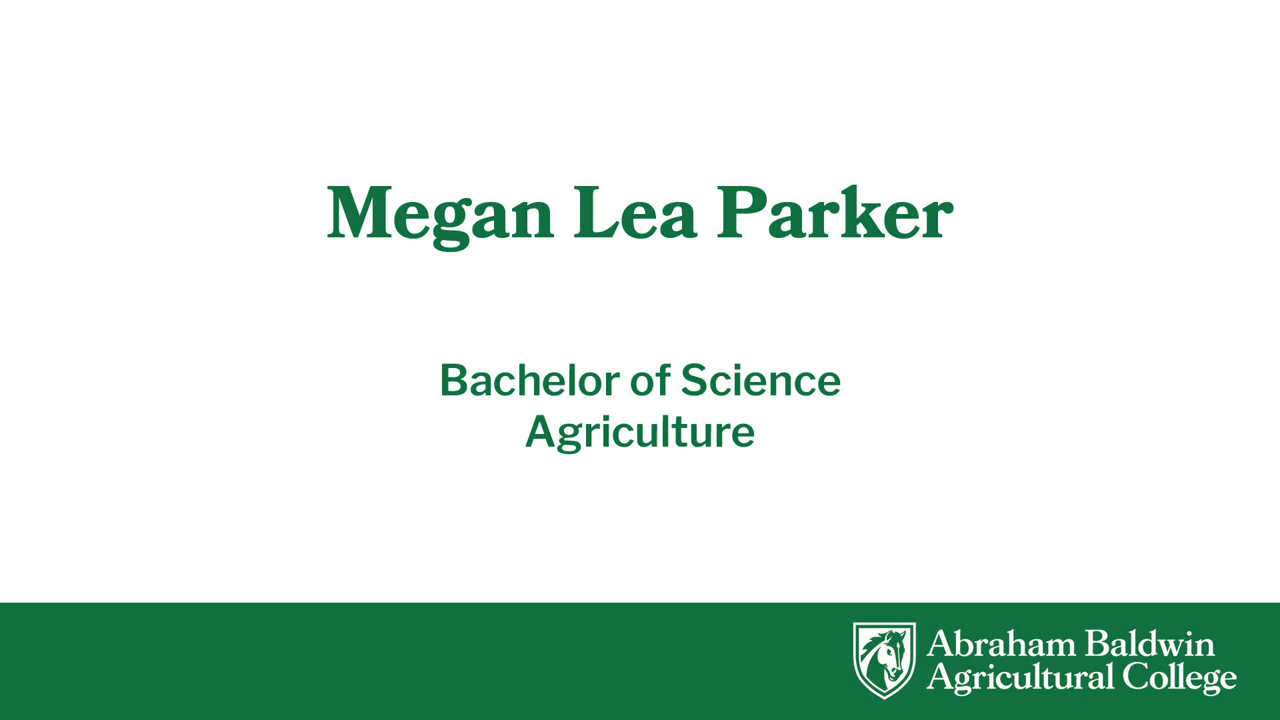 Megan Lea Parker
Bachelor of Science
Agriculture
Abraham Baldwin
Agricultural College